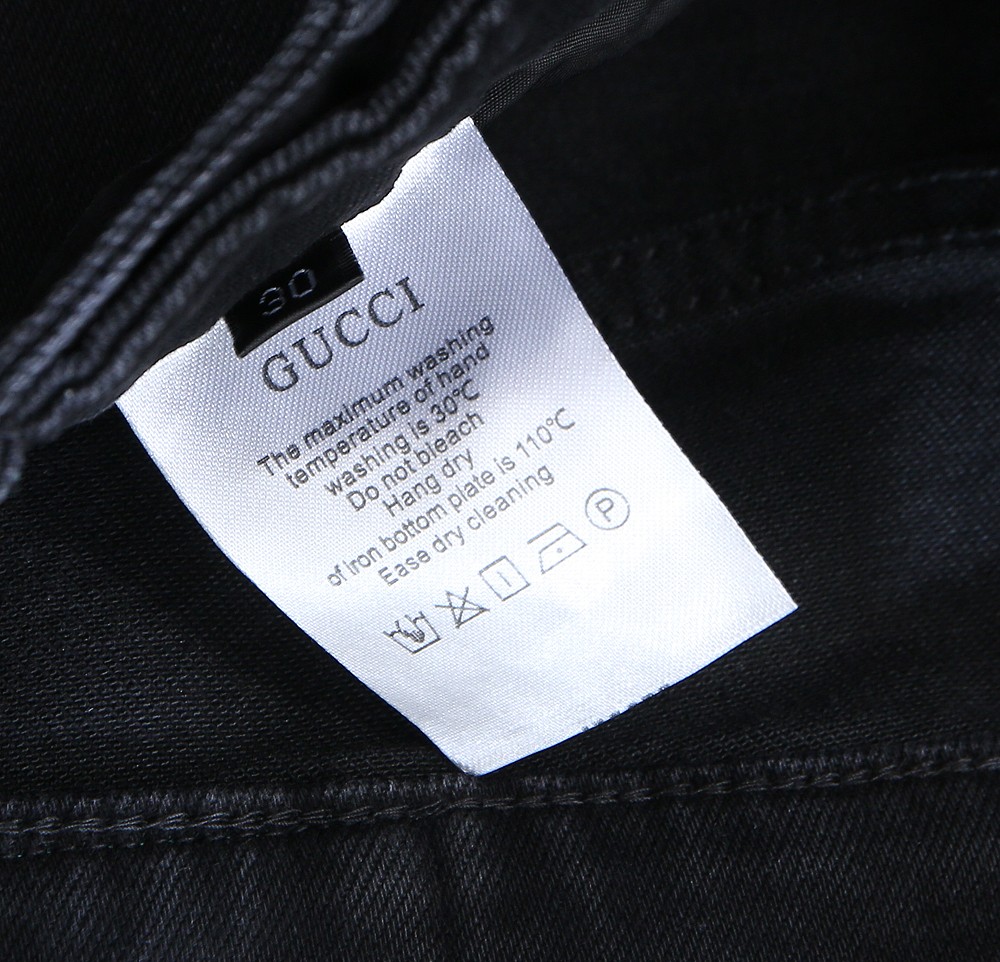 30
GUCCI
The maximum washing
temperature of hand
washing is 30°C
Do not bleach
Hang dry
of iron bottom plate is 110°C
Ease dry cleaning
P